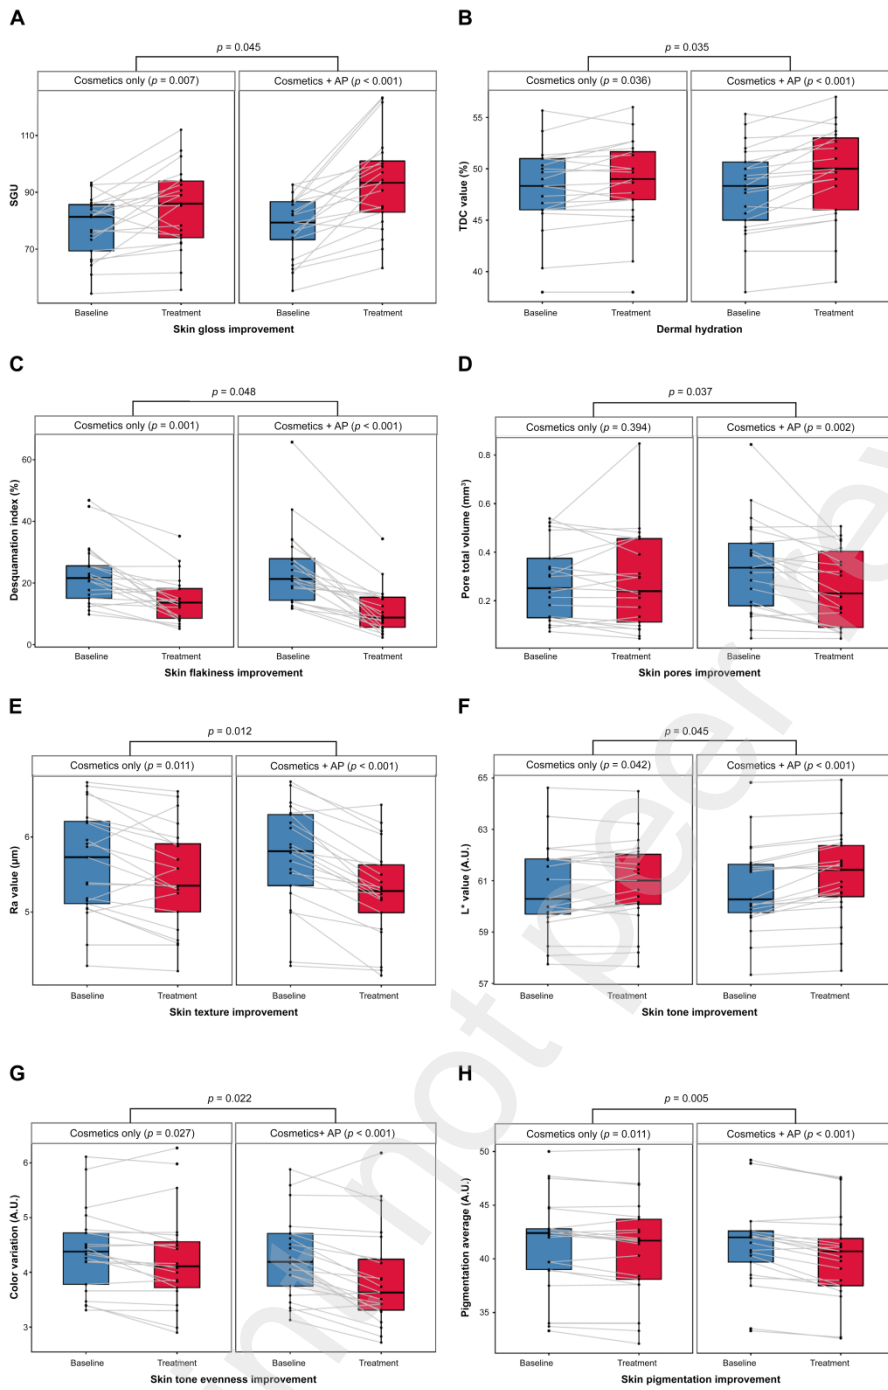 A
p = 0.045
Cosmetics only (p = 0.007)
Cosmetics + AP (p < 0.001)
SGU
110
90
70
Baseline
Treatment
Baseline
Treatment
Skin gloss improvement
B
p = 0.035
Cosmetics only (p = 0.036)
Cosmetics + AP (p < 0.001)
TDC value (%)
55
50
45
40
Baseline
Treatment
Baseline
Treatment
Dermal hydration
C
p = 0.048
Cosmetics only (p = 0.001)
Cosmetics + AP (p < 0.001)
Desquamation index (%)
60
40
20
0
Baseline
Treatment
Baseline
Treatment
Skin flakiness improvement
D
p = 0.037
Cosmetics only (p = 0.394)
Cosmetics + AP (p = 0.002)
Pore total volume (mm³)
0.8
0.6
0.4
0.2
Baseline
Treatment
Baseline
Treatment
Skin pores improvement
E
p = 0.012
Cosmetics only (p = 0.011)
Cosmetics + AP (p < 0.001)
Ra value (µm)
6
5
Baseline
Treatment
Baseline
Treatment
Skin texture improvement
F
p = 0.045
Cosmetics only (p = 0.042)
Cosmetics + AP (p < 0.001)
L* value (A.U.)
65
63
61
59
57
Baseline
Treatment
Baseline
Treatment
Skin tone improvement
G
p = 0.022
Cosmetics only (p = 0.027)
Cosmetics+ AP (p < 0.001)
Color variation (A.U.)
6
5
4
3
Baseline
Treatment
Baseline
Treatment
Skin tone evenness improvement
H
p = 0.005
Cosmetics only (p = 0.011)
Cosmetics + AP (p < 0.001)
Pigmentation average (A.U.)
50
45
40
35
Baseline
Treatment
Baseline
Treatment
Skin pigmentation improvement
not peer